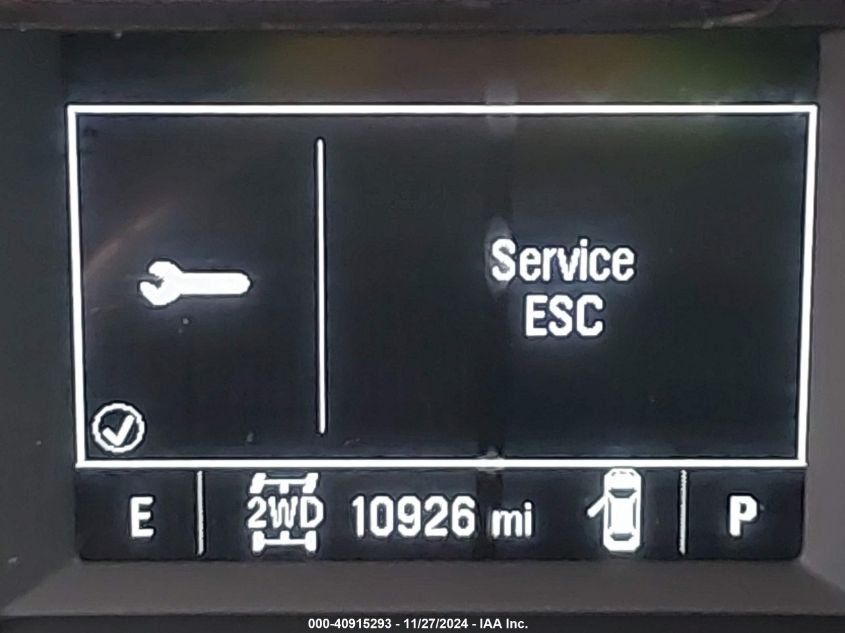 Service
ESC
E 2WD 10926 mi P
000-40915293 - 11/27/2024 - IAA Inc.